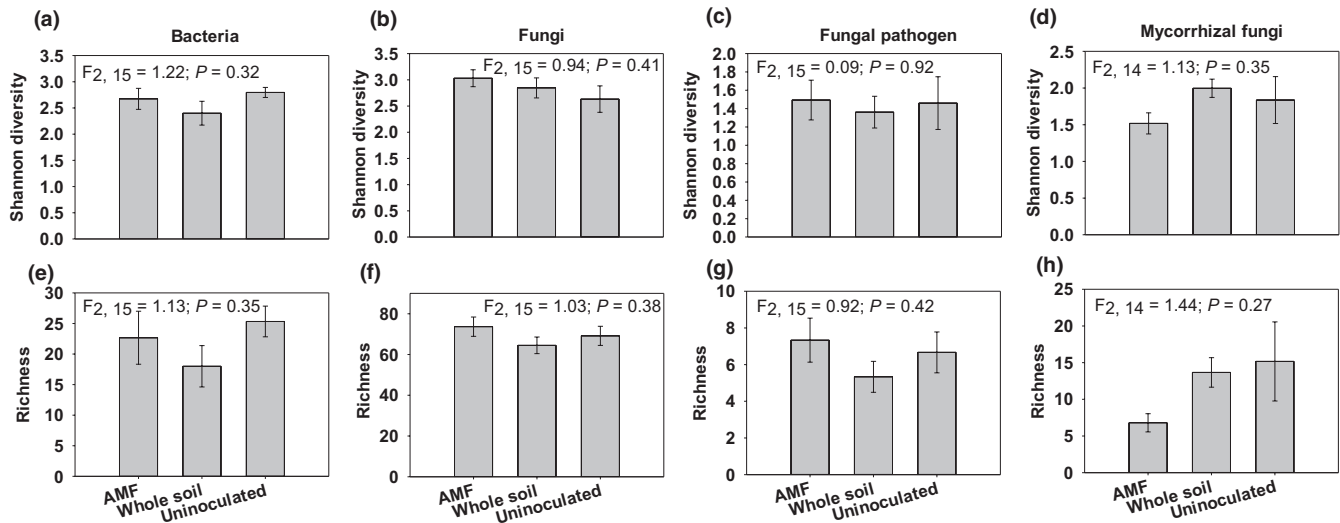 (a)
Bacteria
Shannon diversity
3.5
3.0
2.5
2.0
1.5
1.0
0.5
0.0
F2, 15 = 1.22; P = 0.32
(b)
Fungi
Shannon diversity
3.5
3.0
2.5
2.0
1.5
1.0
0.5
0.0
F2, 15 = 0.94; P = 0.41
(c)
Fungal pathogen
Shannon diversity
2.0
1.8
1.6
1.4
1.2
1.0
0.8
0.6
0.4
0.2
0.0
F2, 15 = 0.09; P = 0.92
(d)
Mycorrhizal fungi
Shannon diversity
2.5
2.0
1.5
1.0
0.5
0.0
F2, 14 = 1.13; P = 0.35
(e)
Richness
30
25
20
15
10
5
0
F2, 15 = 1.13; P = 0.35
AMF
Whole soil
Uninoculated
(f)
Richness
80
60
40
20
0
F2, 15 = 1.03; P = 0.38
AMF
Whole soil
Uninoculated
(g)
Richness
10
8
6
4
2
0
F2, 15 = 0.92; P = 0.42
AMF
Whole soil
Uninoculated
(h)
Richness
25
20
15
10
5
0
F2, 14 = 1.44; P = 0.27
AMF
Whole soil
Uninoculated